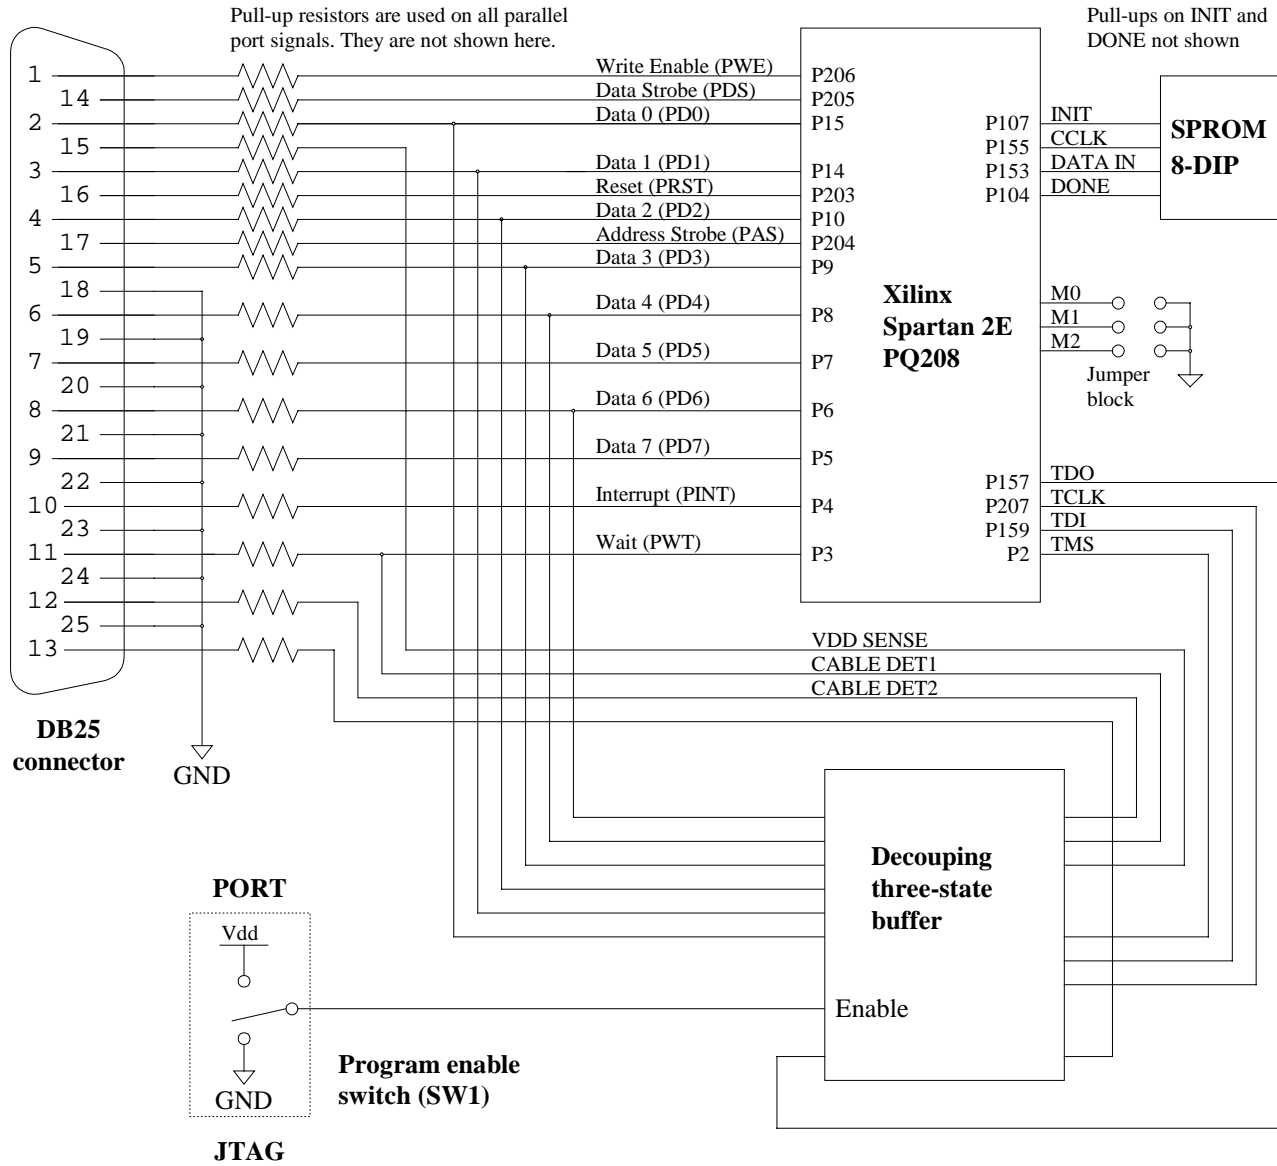 Pull-up resistors are used on all parallel
port signals. They are not shown here.
Pull-ups on INIT and
DONE not shown
1
14
2
15
3
16
4
17
5
18
6
19
7
20
8
21
9
22
10
23
11
24
12
25
13
DB25
connector
GND
Write Enable (PWE)
Data Strobe (PDS)
Data 0 (PD0)
Data 1 (PD1)
Reset (PRST)
Data 2 (PD2)
Address Strobe (PAS)
Data 3 (PD3)
Data 4 (PD4)
Data 5 (PD5)
Data 6 (PD6)
Data 7 (PD7)
Interrupt (PINT)
Wait (PWT)
P206
P205
P15
P14
P203
P10
P204
P9
P8
P7
P6
P5
P4
P3
Xilinx
Spartan 2E
PQ208
P107
P155
P153
P104
INIT
CCLK
DATA IN
DONE
SPROM
8-DIP
M0
M1
M2
Jumper
block
P157
P207
P159
P2
TDO
TCLK
TDI
TMS
VDD SENSE
CABLE DET1
CABLE DET2
Decouping
three-state
buffer
Enable
PORT
Vdd
GND
JTAG
Program enable
switch (SW1)